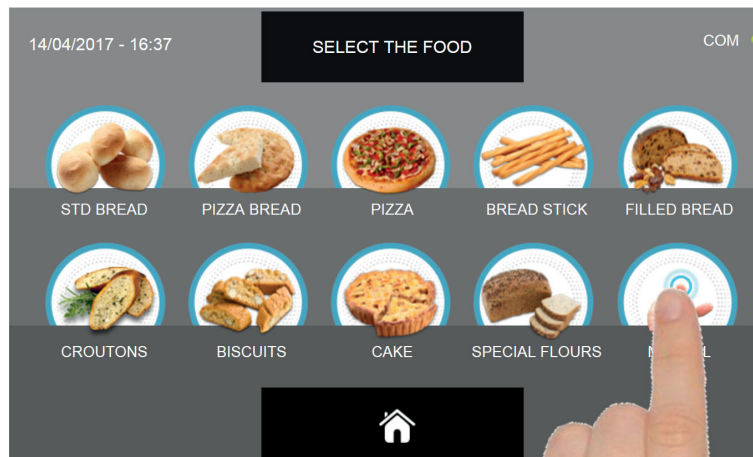 14/04/2017 - 16:37
SELECT THE FOOD
COM
STD BREAD
PIZZA BREAD
PIZZA
BREAD STICK
FILLED BREAD
CROUTONS
BISCUITS
CAKE
SPECIAL FLOURS